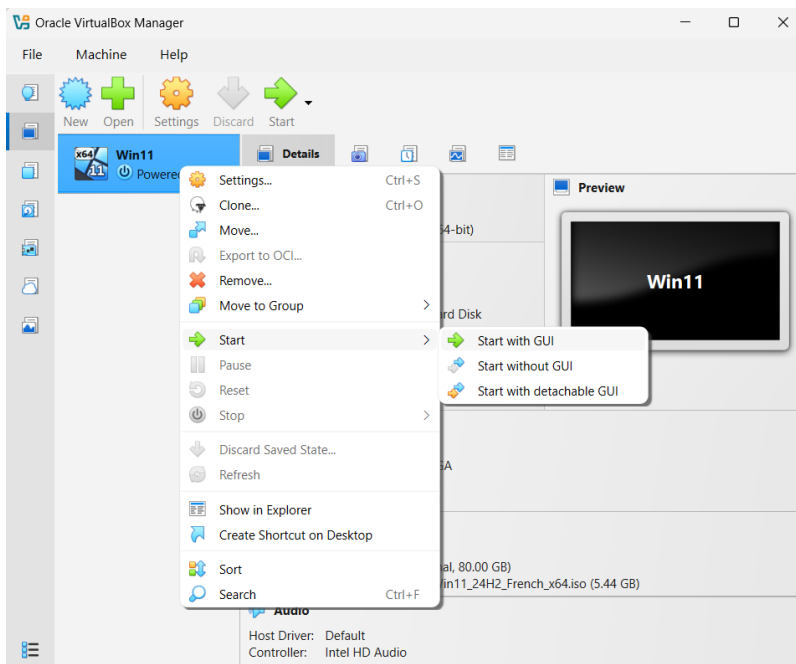 Oracle VirtualBox Manager
File Machine Help
New Open Settings Discard Start
x64 11 Win11
Powered
Details
Settings... Ctrl+S
Clone... Ctrl+O
Move...
Export to OCI...
Remove...
Move to Group
Start
Pause
Reset
Stop
Discard Saved State...
Refresh
Show in Explorer
Create Shortcut on Desktop
Sort
Search Ctrl+F
Start with GUI
Start without GUI
Start with detachable GUI
Preview
Win11
64-bit)
rd Disk
GA
al, 80.00 GB)
Win11_24H2_French_x64.iso (5.44 GB)
Audio
Host Driver: Default
Controller: Intel HD Audio